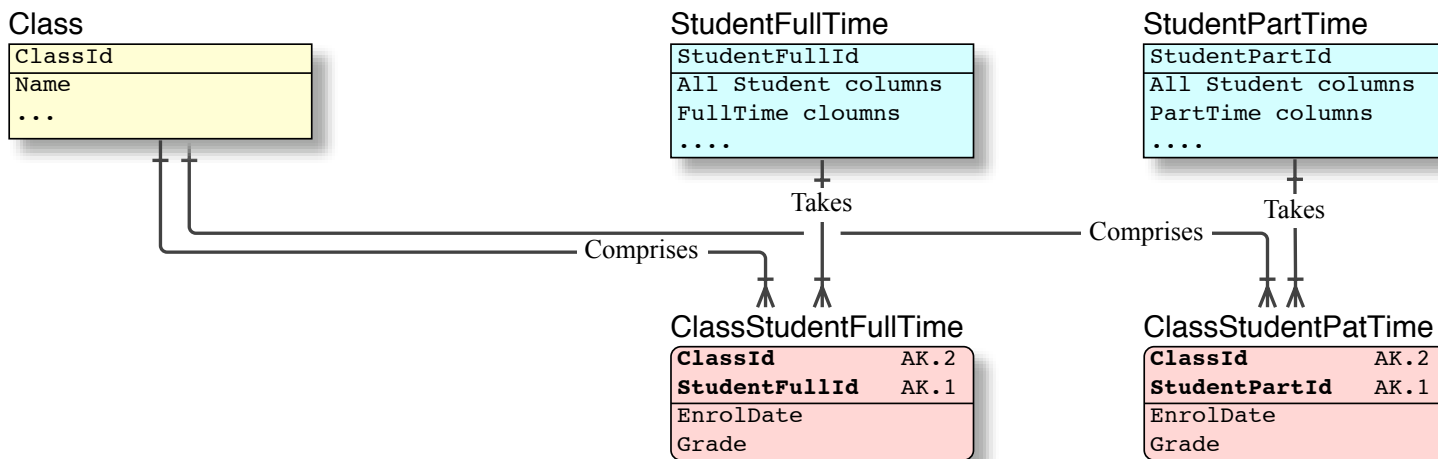 Class
ClassId
Name
...
StudentFullTime
StudentFullId
All Student columns
FullTime cloumns
....
StudentPartTime
StudentPartId
All Student columns
PartTime columns
....
Takes
Takes
Comprises
Comprises
ClassStudentFullTime
ClassId AK.2
StudentFullId AK.1
EnrolDate
Grade
ClassStudentPatTime
ClassId AK.2
StudentPartId AK.1
EnrolDate
Grade